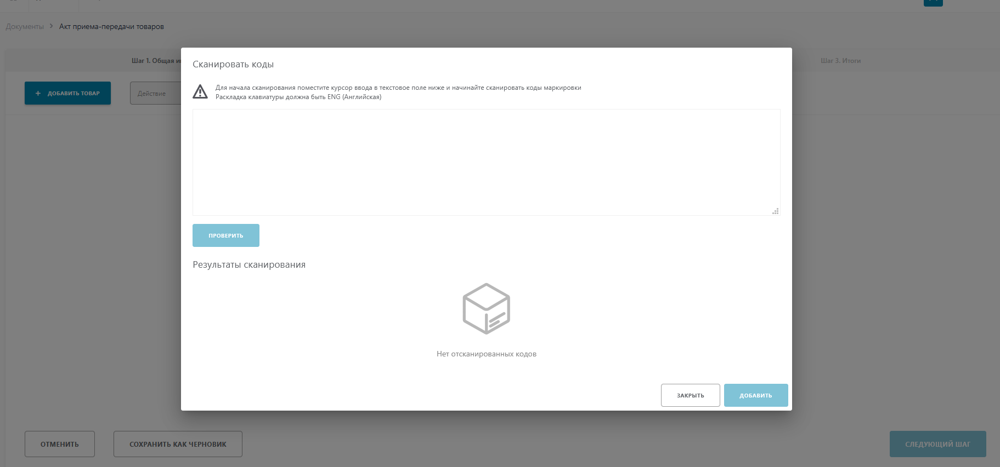 Документы > Акт приема-передачи товаров
Шаг 1. Общая
Шаг 3. Итоги
+ ДОБАВИТЬ ТОВАР
Действие
Сканировать коды
Для начала сканирования поместите курсор ввода в текстовое поле ниже и начинайте сканировать коды маркировки
Раскладка клавиатуры должна быть ENG (Английская)
ПРОВЕРИТЬ
Результаты сканирования
Нет отсканированных кодов
ЗАКРЫТЬ
ДОБАВИТЬ
ОТМЕНИТЬ
СОХРАНИТЬ КАК ЧЕРНОВИК
СЛЕДУЮЩИЙ ШАГ